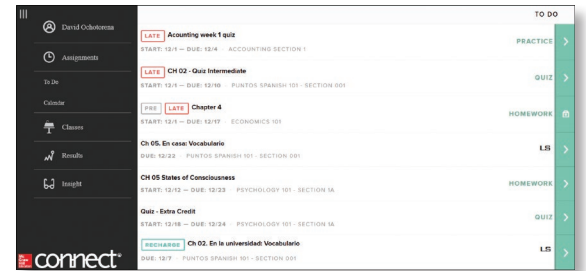 TO DO
David Ochotorena
Assignments
To Do
Calendar
Classes
Results
Insight
LATE Acounting week 1 quiz
START: 12/1 — DUE: 12/4 · ACCOUNTING SECTION 1
PRACTICE
LATE CH 02 - Quiz Intermediate
START: 12/1 — DUE: 12/16 · PUNTOS SPANISH 101 - SECTION 001
QUIZ
PRE LATE Chapter 4
START: 12/1 — DUE: 12/17 · ECONOMICS 101
HOMEWORK
Ch 05. En casa: Vocabulario
DUE: 12/22 · PUNTOS SPANISH 101 - SECTION 001
LS
CH 05 States of Consciousness
START: 12/12 — DUE: 12/23 · PSYCHOLOGY 101 - SECTION 1A
HOMEWORK
Quiz - Extra Credit
START: 12/18 — DUE: 12/24 · PSYCHOLOGY 101 - SECTION 1A
QUIZ
RECHARGE Ch 02. En la universidad: Vocabulario
DUE: 12/7 · PUNTOS SPANISH 101 - SECTION 001
LS
connect®